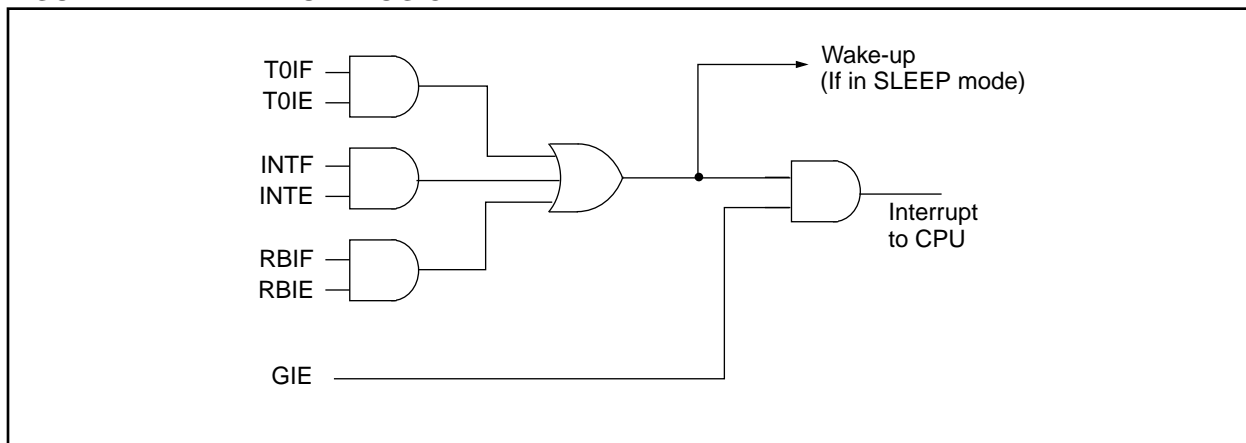 T0IF
T0IE
INTF
INTE
RBIF
RBIE
GIE
Wake-up
(If in SLEEP mode)
Interrupt
to CPU